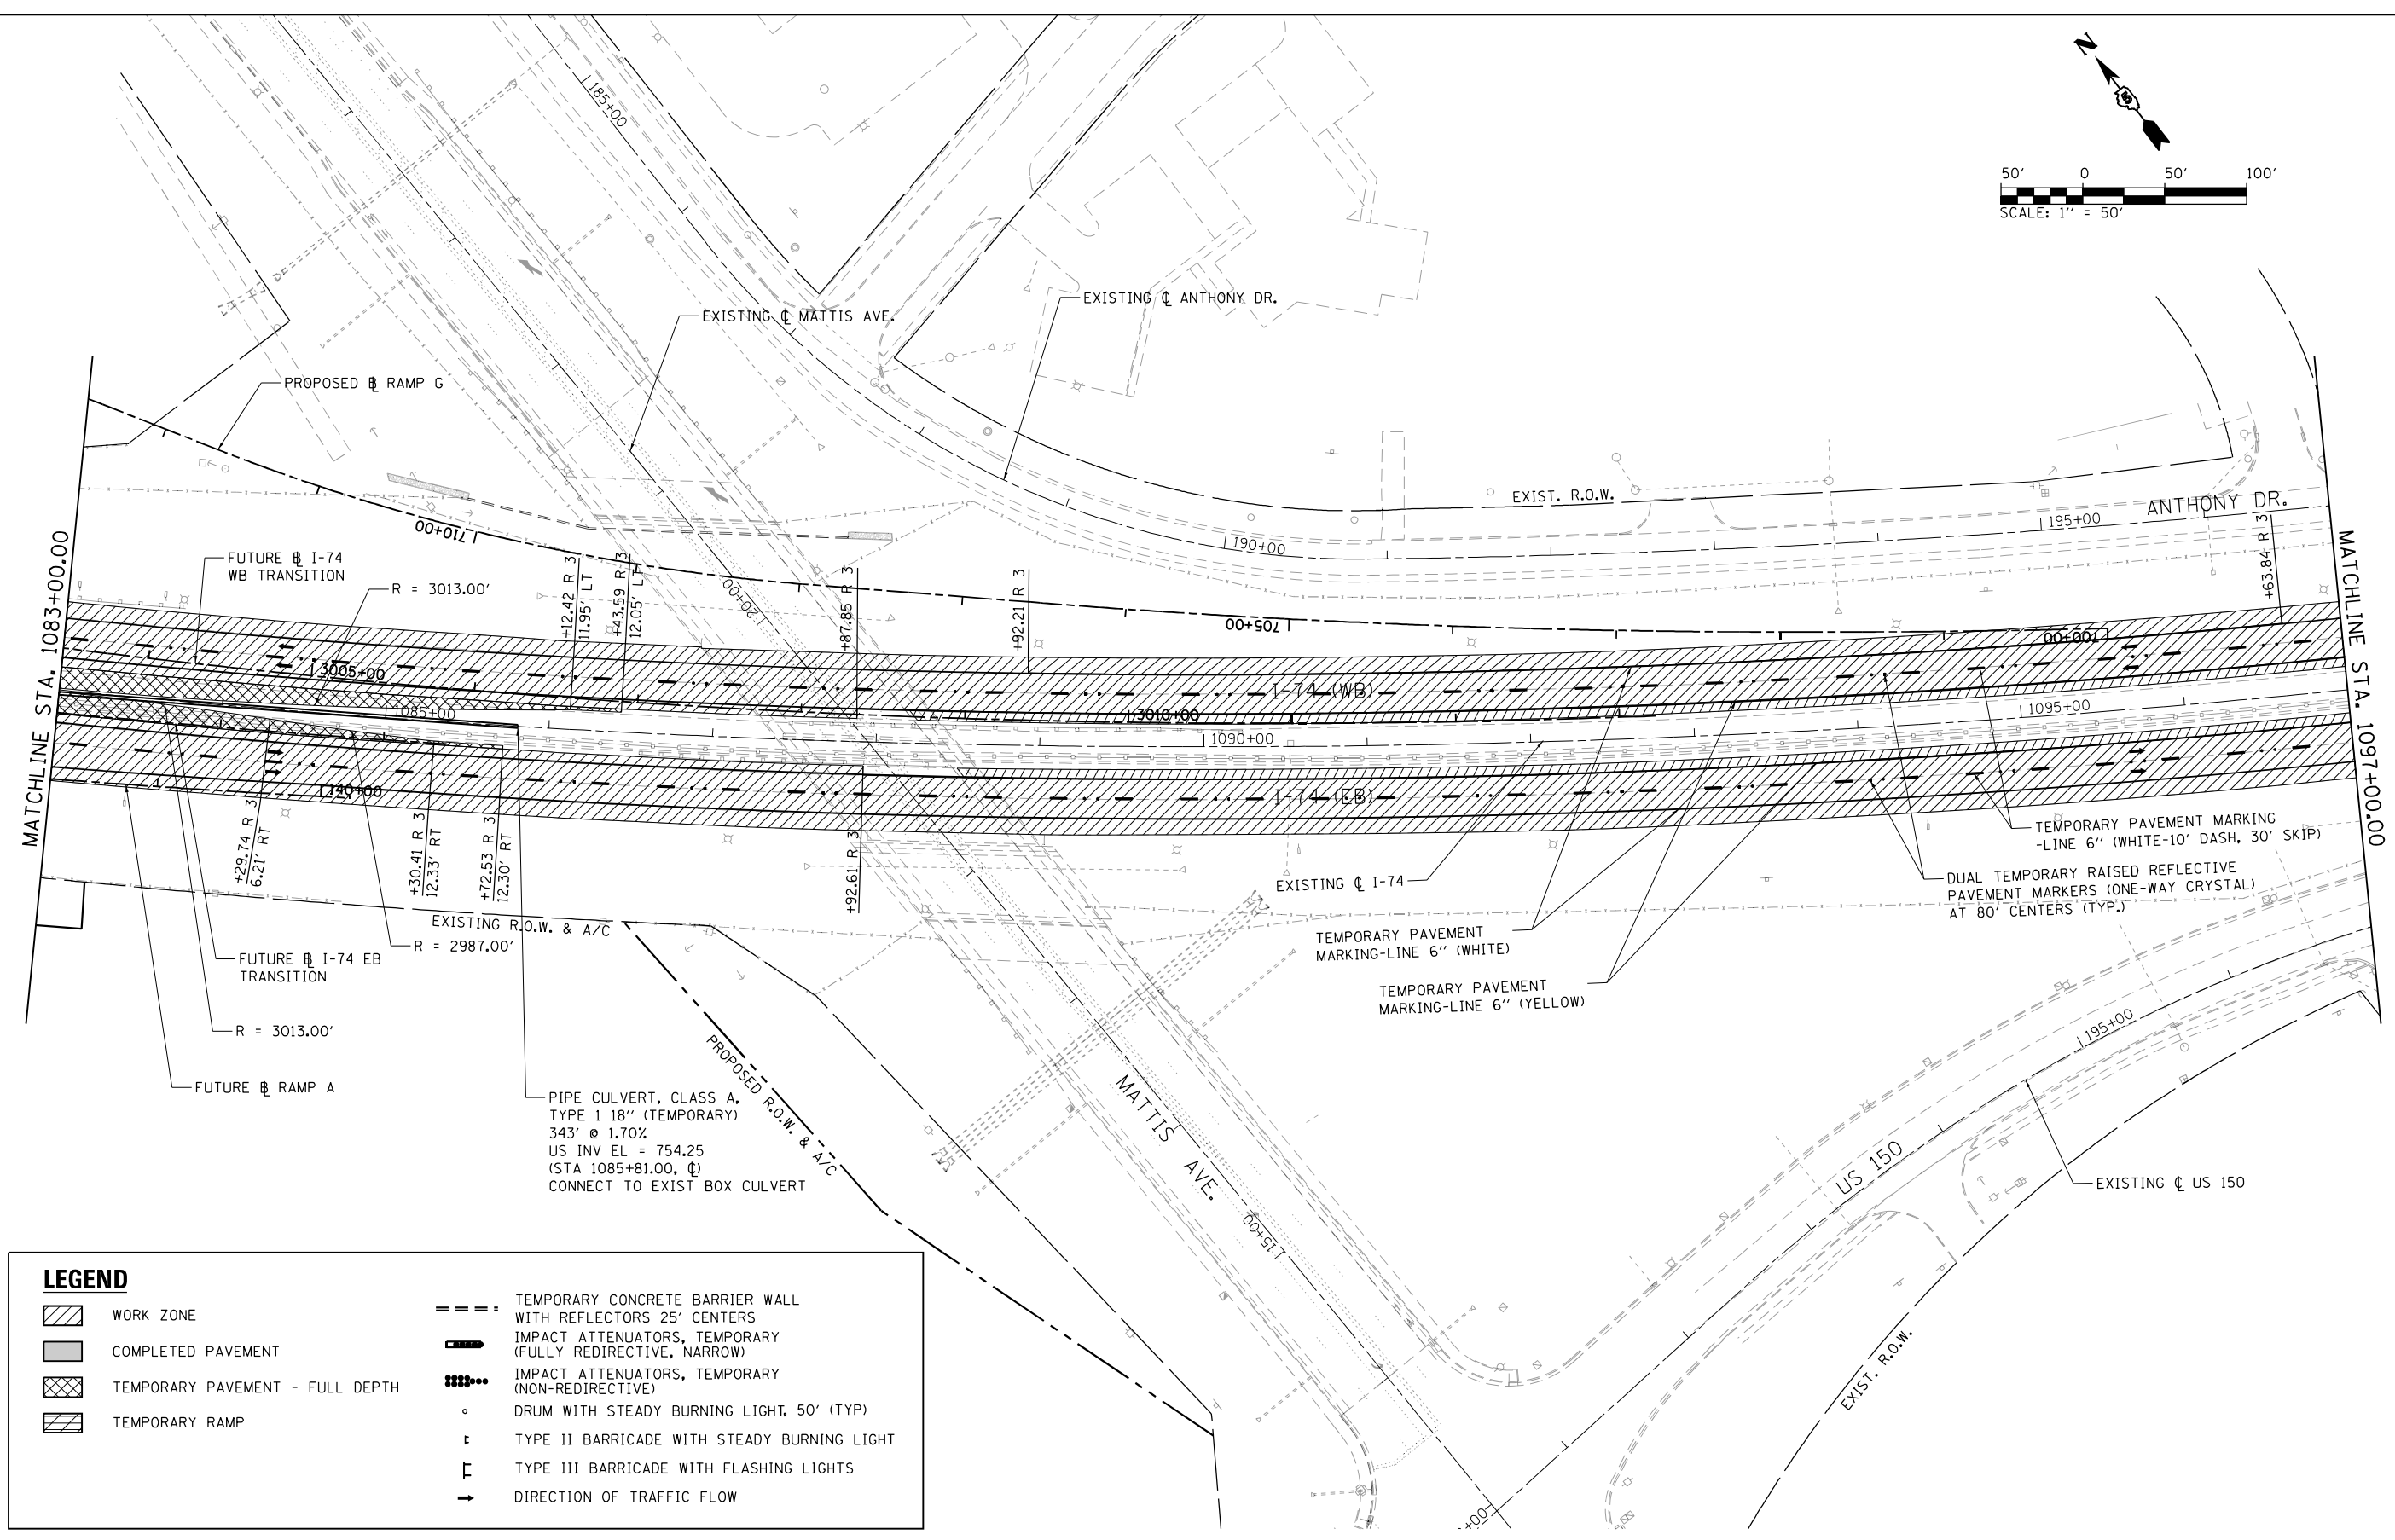 N
5
50' 0 50' 100'
SCALE: 1'' = 50'
185+00
EXISTING ℄ ANTHONY DR.
EXISTING ℄ MATTIS AVE.
PROPOSED ⅊ RAMP G
EXIST. R.O.W.
ANTHONY DR.
195+00
190+00
710+00
MATCHLINE STA. 1083+00.00
MATCHLINE STA. 1097+00.00
FUTURE ⅊ I-74
WB TRANSITION
R = 3013.00'
+12.42 R 3
11.95' LT
+43.59 R 3
12.05' LT
120+00
+87.85 R 3
+92.21 R 3
705+00
700+00
+63.84 R 3
3005+00
1085+00
3010+00
I-74 (WB)
1095+00
1090+00
140+00
I-74 (EB)
+29.74 R 3
6.21' RT
+30.41 R 3
12.33' RT
+72.53 R 3
12.30' RT
+92.61 R 3
TEMPORARY PAVEMENT MARKING
-LINE 6'' (WHITE-10' DASH, 30' SKIP)
DUAL TEMPORARY RAISED REFLECTIVE
PAVEMENT MARKERS (ONE-WAY CRYSTAL)
AT 80' CENTERS (TYP.)
EXISTING ℄ I-74
TEMPORARY PAVEMENT
MARKING-LINE 6'' (WHITE)
TEMPORARY PAVEMENT
MARKING-LINE 6'' (YELLOW)
EXISTING R.O.W. & A/C
R = 2987.00'
FUTURE ⅊ I-74 EB
TRANSITION
R = 3013.00'
FUTURE ⅊ RAMP A
PROPOSED R.O.W. & A/C
PIPE CULVERT, CLASS A,
TYPE 1 18'' (TEMPORARY)
343' @ 1.70%
US INV EL = 754.25
(STA 1085+81.00, ℄)
CONNECT TO EXIST BOX CULVERT
MATTIS AVE.
115+00
195+00
US 150
EXISTING ℄ US 150
EXIST. R.O.W.
LEGEND
WORK ZONE
COMPLETED PAVEMENT
TEMPORARY PAVEMENT - FULL DEPTH
TEMPORARY RAMP
TEMPORARY CONCRETE BARRIER WALL
WITH REFLECTORS 25' CENTERS
IMPACT ATTENUATORS, TEMPORARY
(FULLY REDIRECTIVE, NARROW)
IMPACT ATTENUATORS, TEMPORARY
(NON-REDIRECTIVE)
DRUM WITH STEADY BURNING LIGHT, 50' (TYP)
TYPE II BARRICADE WITH STEADY BURNING LIGHT
TYPE III BARRICADE WITH FLASHING LIGHTS
DIRECTION OF TRAFFIC FLOW